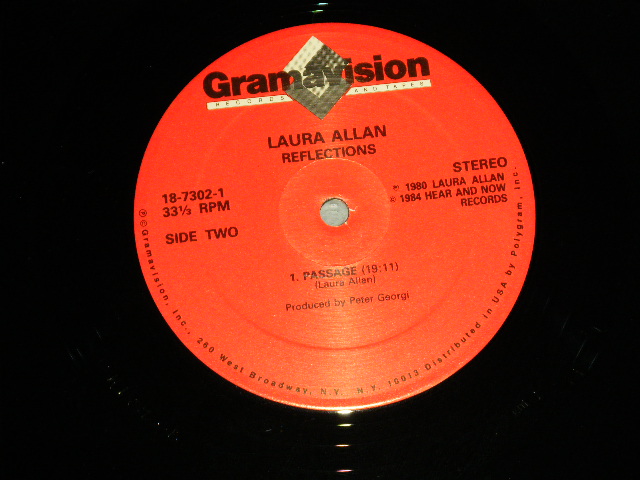 Gramavision
RECORDS AND TAPES
LAURA ALLAN
REFLECTIONS
18-7302-1
33⅓ RPM
SIDE TWO
STEREO
℗ 1980 LAURA ALLAN
© 1984 HEAR AND NOW
RECORDS
1. PASSAGE (19:11)
(Laura Allen)
Produced by Peter Georgi
℗©Gramavision, Inc., 260 West Broadway, N.Y., N.Y. 10013 Distributed in USA by Polygram, Inc.